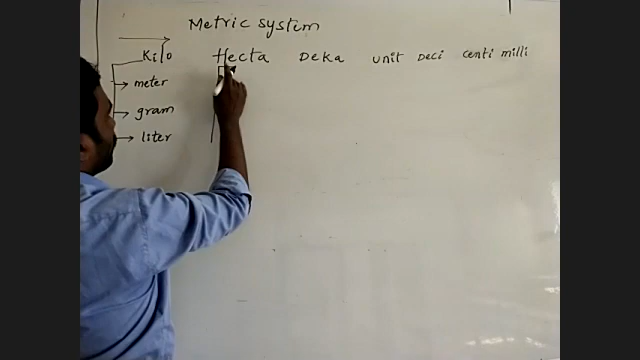 Metric system
Kilo Hecta Deka unit Deci centi milli
meter
gram
liter